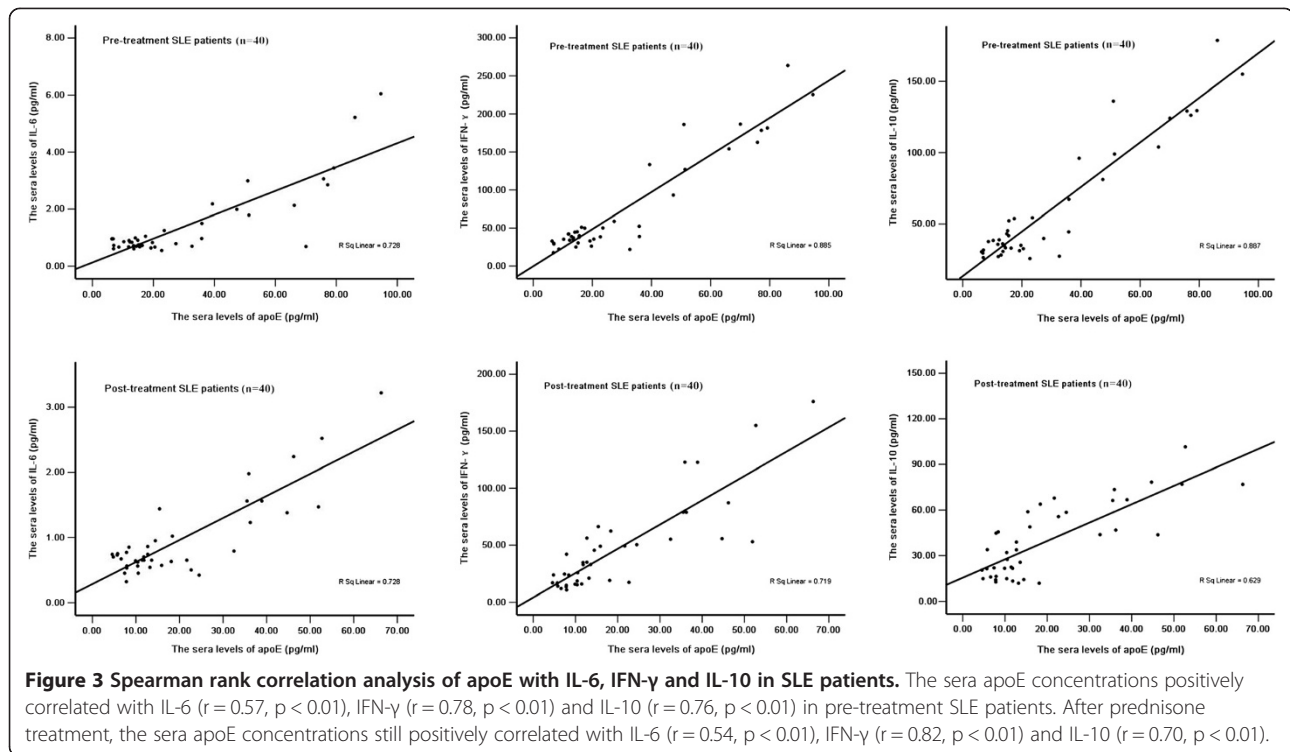 Pre-treatment SLE patients (n=40)
The sera levels of IL-6 (pg/ml)
8.00
6.00
4.00
2.00
0.00
R Sq Linear = 0.728
0.00 20.00 40.00 60.00 80.00 100.00
The sera levels of apoE (pg/ml)
Pre-treatment SLE patients (n=40)
The sera levels of IFN- γ (pg/ml)
300.00
250.00
200.00
150.00
100.00
50.00
00.00
R Sq Linear = 0.885
0.00 20.00 40.00 60.00 80.00 100.00
The sera levels of apoE (pg/ml)
Pre-treatment SLE patients (n=40)
The sera levels of IL-10 (pg/ml)
150.00
100.00
50.00
R Sq Linear = 0.887
0.00 20.00 40.00 60.00 80.00 100.00
The sera levels of apoE (pg/ml)
Post-treatment SLE patients (n=40)
The sera levels of IL-6 (pg/ml)
3.00
2.00
1.00
0.00
R Sq Linear = 0.728
0.00 10.00 20.00 30.00 40.00 50.00 60.00 70.00
The sera levels of apoE (pg/ml)
Post-treatment SLE patients (n=40)
The sera levels of IFN- γ (pg/ml)
200.00
150.00
100.00
50.00
00.00
R Sq Linear = 0.719
0.00 10.00 20.00 30.00 40.00 50.00 60.00 70.00
The sera levels of apoE (pg/ml)
Post-treatment SLE patients (n=40)
The sera levels of IL-10 (pg/ml)
150.00
120.00
90.00
60.00
30.00
00.00
R Sq Linear = 0.629
0.00 10.00 20.00 30.00 40.00 50.00 60.00 70.00
The sera levels of apoE (pg/ml)
Figure 3 Spearman rank correlation analysis of apoE with IL-6, IFN-γ and IL-10 in SLE patients. The sera apoE concentrations positively
correlated with IL-6 (r = 0.57, p < 0.01), IFN-γ (r = 0.78, p < 0.01) and IL-10 (r = 0.76, p < 0.01) in pre-treatment SLE patients. After prednisone
treatment, the sera apoE concentrations still positively correlated with IL-6 (r = 0.54, p < 0.01), IFN-γ (r = 0.82, p < 0.01) and IL-10 (r = 0.70, p < 0.01).